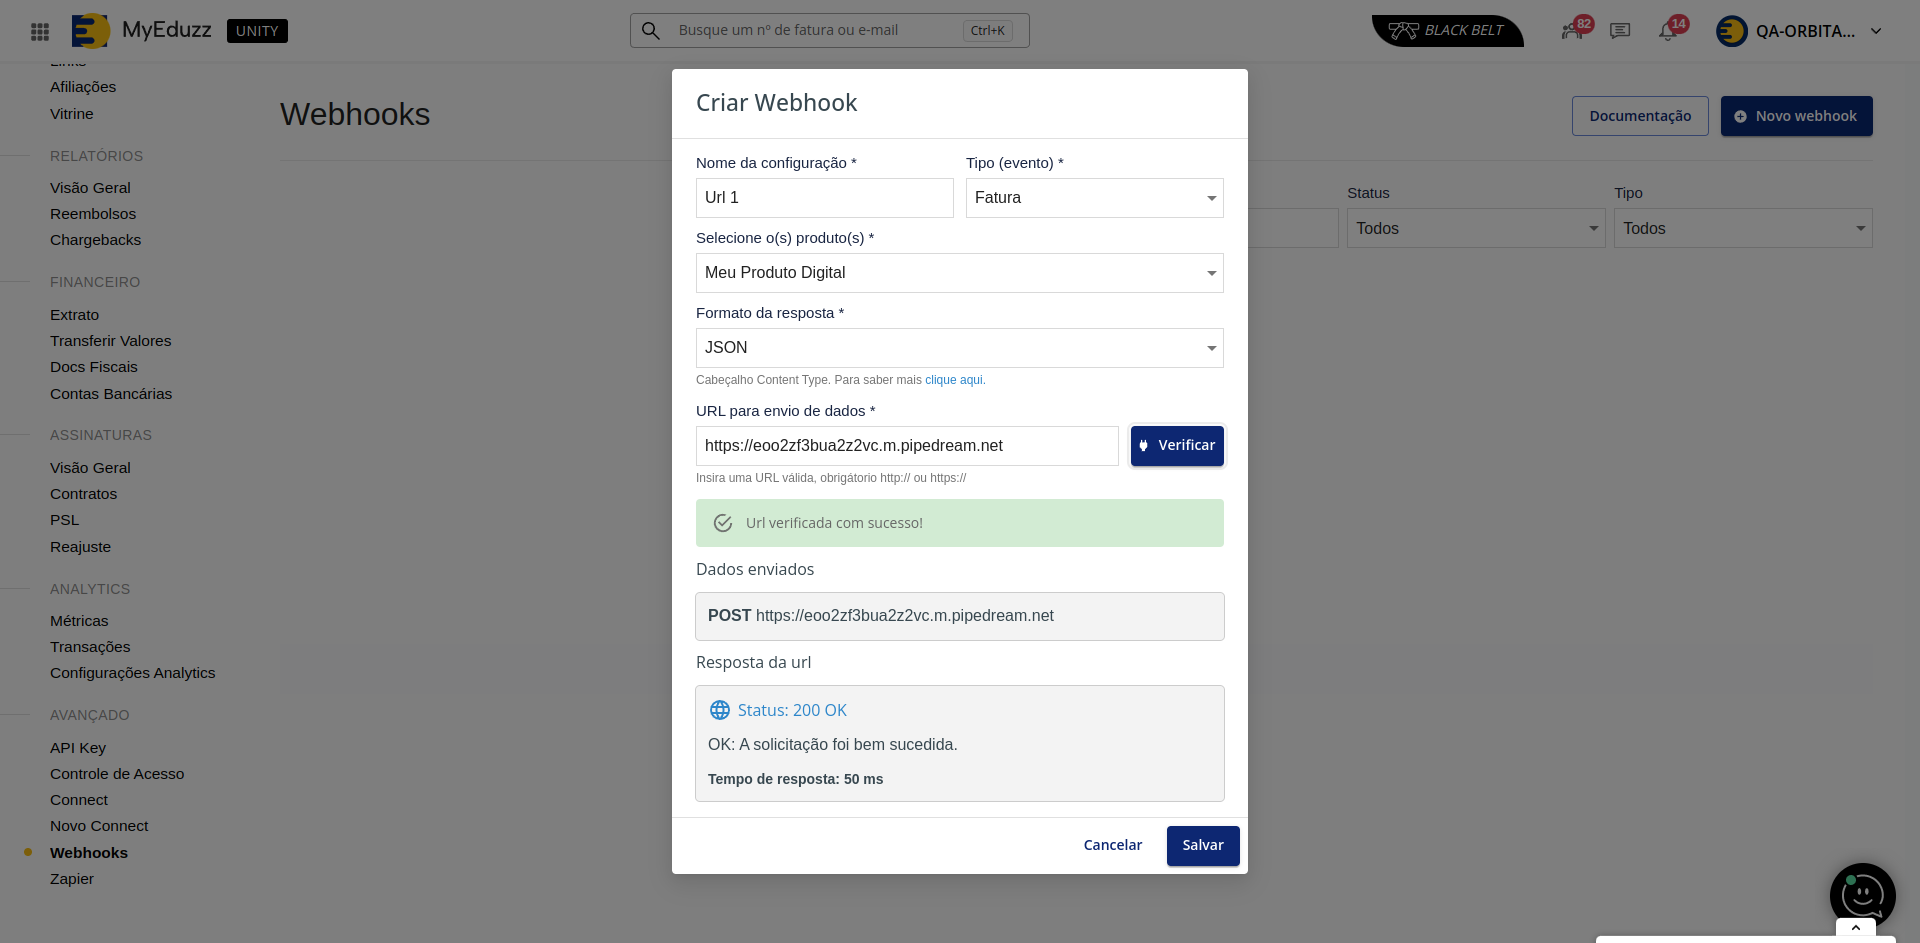 MyEduzz UNITY
Busque um nº de fatura ou e-mail Ctrl+K
BLACK BELT 82 14 QA-ORBITA...
Links
Afiliações
Vitrine
RELATÓRIOS
Visão Geral
Reembolsos
Chargebacks
FINANCEIRO
Extrato
Transferir Valores
Docs Fiscais
Contas Bancárias
ASSINATURAS
Visão Geral
Contratos
PSL
Reajuste
ANALYTICS
Métricas
Transações
Configurações Analytics
AVANÇADO
API Key
Controle de Acesso
Connect
Novo Connect
Webhooks
Zapier
Webhooks
Documentação
Novo webhook
Status
Todos
Tipo
Todos
Criar Webhook
Nome da configuração *
Url 1
Tipo (evento) *
Fatura
Selecione o(s) produto(s) *
Meu Produto Digital
Formato da resposta *
JSON
Cabeçalho Content Type. Para saber mais clique aqui.
URL para envio de dados *
https://eoo2zf3bua2z2vc.m.pipedream.net
Verificar
Insira uma URL válida, obrigátorio http:// ou https://
Url verificada com sucesso!
Dados enviados
POST https://eoo2zf3bua2z2vc.m.pipedream.net
Resposta da url
Status: 200 OK
OK: A solicitação foi bem sucedida.
Tempo de resposta: 50 ms
Cancelar
Salvar